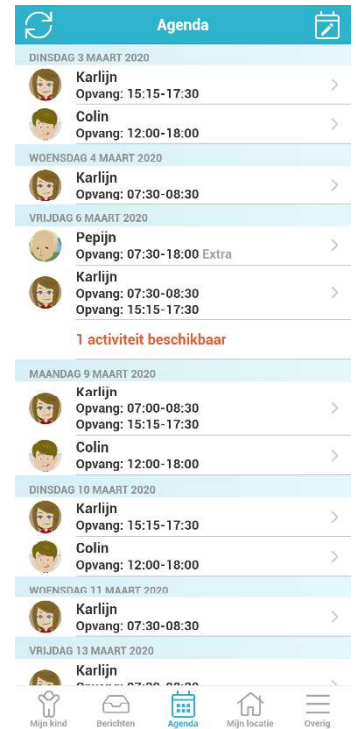 Agenda
DINSDAG 3 MAART 2020
Karlijn
Opvang: 15:15-17:30
Colin
Opvang: 12:00-18:00
WOENSDAG 4 MAART 2020
Karlijn
Opvang: 07:30-08:30
VRIJDAG 6 MAART 2020
Pepijn
Opvang: 07:30-18:00 Extra
Karlijn
Opvang: 07:30-08:30
Opvang: 15:15-17:30
1 activiteit beschikbaar
MAANDAG 9 MAART 2020
Karlijn
Opvang: 07:00-08:30
Opvang: 15:15-17:30
Colin
Opvang: 12:00-18:00
DINSDAG 10 MAART 2020
Karlijn
Opvang: 15:15-17:30
Colin
Opvang: 12:00-18:00
WOENSDAG 11 MAART 2020
Karlijn
Opvang: 07:30-08:30
VRIJDAG 13 MAART 2020
Karlijn
Mijn kind Berichten Agenda Mijn locatie Overig